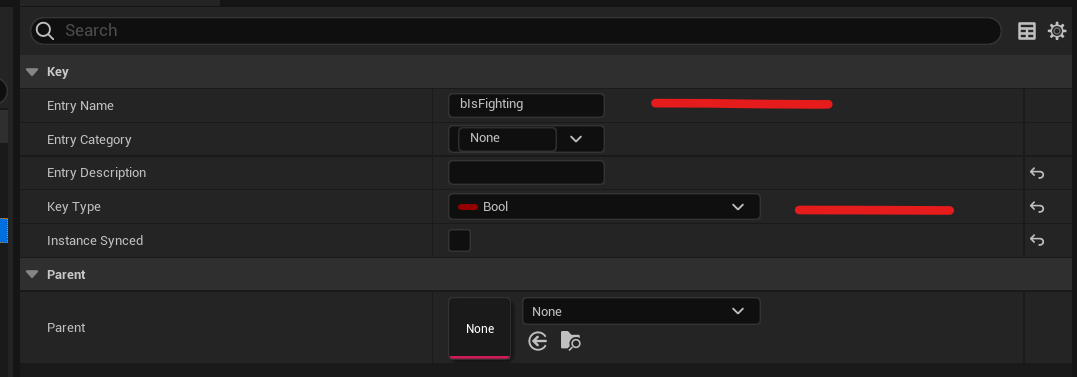 Search
Key
Entry Name bIsFighting
Entry Category None
Entry Description
Key Type Bool
Instance Synced
Parent
Parent None None